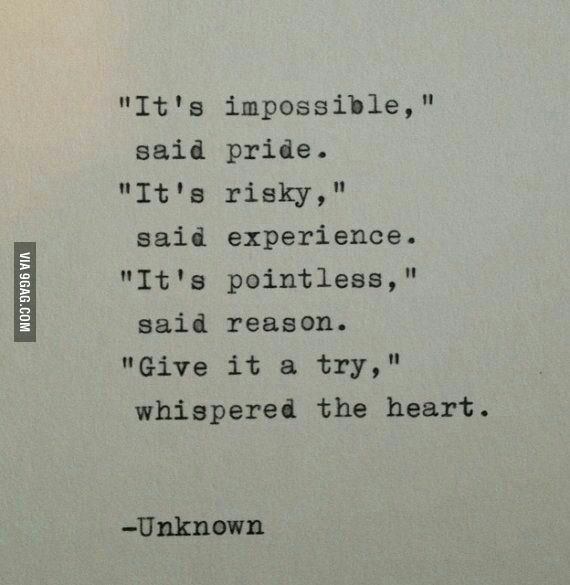 "It's impossible,"
said pride.
"It's risky,"
said experience.
"It's pointless,"
said reason.
"Give it a try,"
whispered the heart.
-Unknown
VIA 9GAG.COM